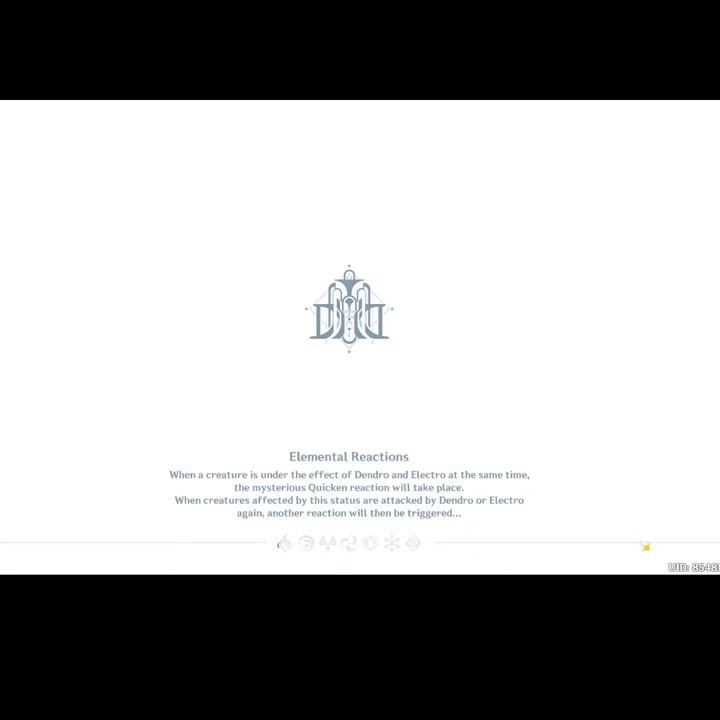 Elemental Reactions
When a creature is under the effect of Dendro and Electro at the same time,
the mysterious Quicken reaction will take place.
When creatures affected by this status are attacked by Dendro or Electro
again, another reaction will then be triggered...
UID: 8548